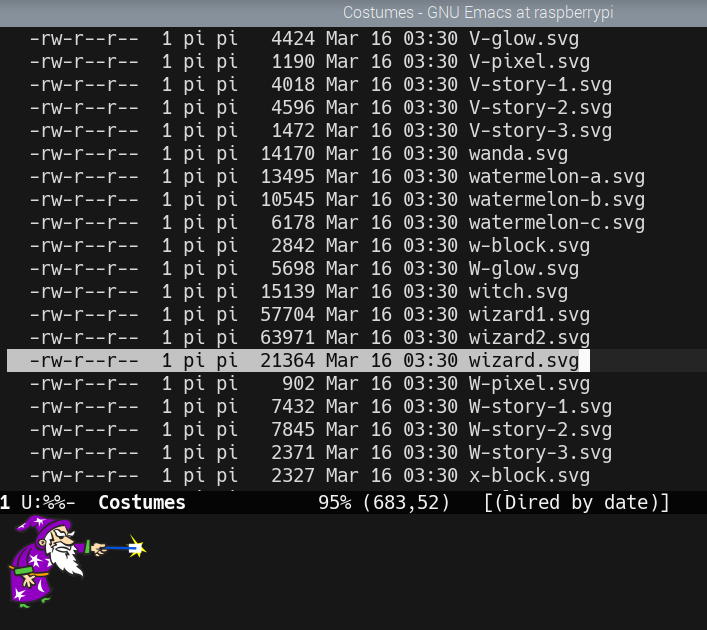 Costumes - GNU Emacs at raspberrypi
-rw-r--r-- 1 pi pi 4424 Mar 16 03:30 V-glow.svg
-rw-r--r-- 1 pi pi 1190 Mar 16 03:30 V-pixel.svg
-rw-r--r-- 1 pi pi 4018 Mar 16 03:30 V-story-1.svg
-rw-r--r-- 1 pi pi 4596 Mar 16 03:30 V-story-2.svg
-rw-r--r-- 1 pi pi 1472 Mar 16 03:30 V-story-3.svg
-rw-r--r-- 1 pi pi 14170 Mar 16 03:30 wanda.svg
-rw-r--r-- 1 pi pi 13495 Mar 16 03:30 watermelon-a.svg
-rw-r--r-- 1 pi pi 10545 Mar 16 03:30 watermelon-b.svg
-rw-r--r-- 1 pi pi 6178 Mar 16 03:30 watermelon-c.svg
-rw-r--r-- 1 pi pi 2842 Mar 16 03:30 w-block.svg
-rw-r--r-- 1 pi pi 5698 Mar 16 03:30 W-glow.svg
-rw-r--r-- 1 pi pi 15139 Mar 16 03:30 witch.svg
-rw-r--r-- 1 pi pi 57704 Mar 16 03:30 wizard1.svg
-rw-r--r-- 1 pi pi 63971 Mar 16 03:30 wizard2.svg
-rw-r--r-- 1 pi pi 21364 Mar 16 03:30 wizard.svg
-rw-r--r-- 1 pi pi 902 Mar 16 03:30 W-pixel.svg
-rw-r--r-- 1 pi pi 7432 Mar 16 03:30 W-story-1.svg
-rw-r--r-- 1 pi pi 7845 Mar 16 03:30 W-story-2.svg
-rw-r--r-- 1 pi pi 2371 Mar 16 03:30 W-story-3.svg
-rw-r--r-- 1 pi pi 2327 Mar 16 03:30 x-block.svg
1 U:%%- Costumes 95% (683,52) [(Dired by date)]